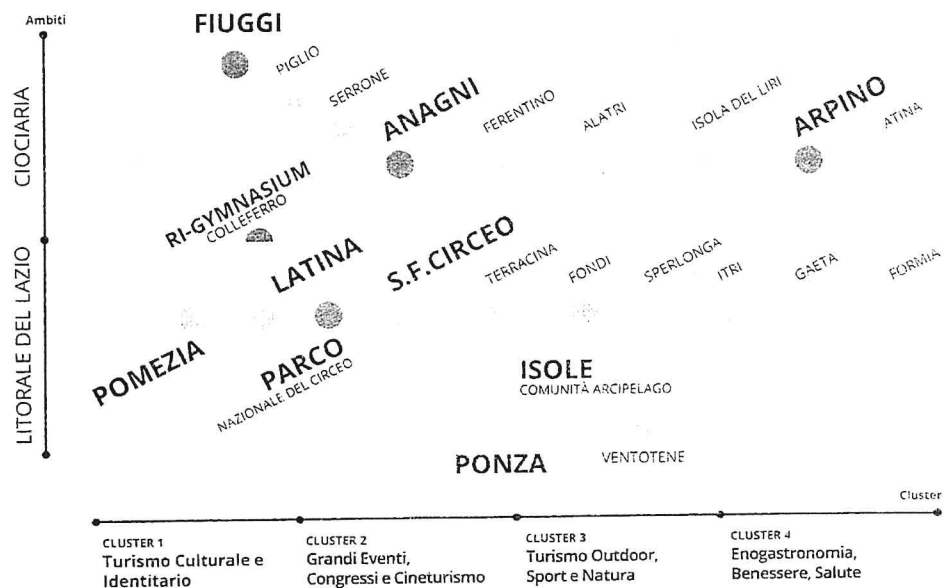 Ambiti
FIUGGI
PIGLIO
SERRONE
ANAGNI
FERENTINO
ALATRI
ISOLA DEL LIRI
ARPINO
ATINA
CIOCIARIA
RI-GYMNASIUM
COLLEFERRO
LATINA
S.F.CIRCEO
TERRACINA
FONDI
SPERLONGA
ITRI
GAETA
FORMIA
LITORALE DEL LAZIO
POMEZIA
PARCO
NAZIONALE DEL CIRCEO
ISOLE
COMUNITÀ ARCIPELAGO
PONZA
VENTOTENE
Cluster
CLUSTER 1
Turismo Culturale e
Identitario
CLUSTER 2
Grandi Eventi,
Congressi e Cineturismo
CLUSTER 3
Turismo Outdoor,
Sport e Natura
CLUSTER 4
Enogastronomia,
Benessere, Salute